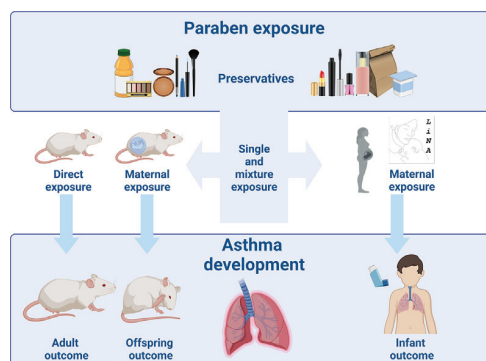 Paraben exposure
Preservatives
Direct
exposure
Maternal
exposure
Single
and
mixture
exposure
L
i
N
A
Maternal
exposure
Asthma
development
Adult
outcome
Offspring
outcome
Infant
outcome